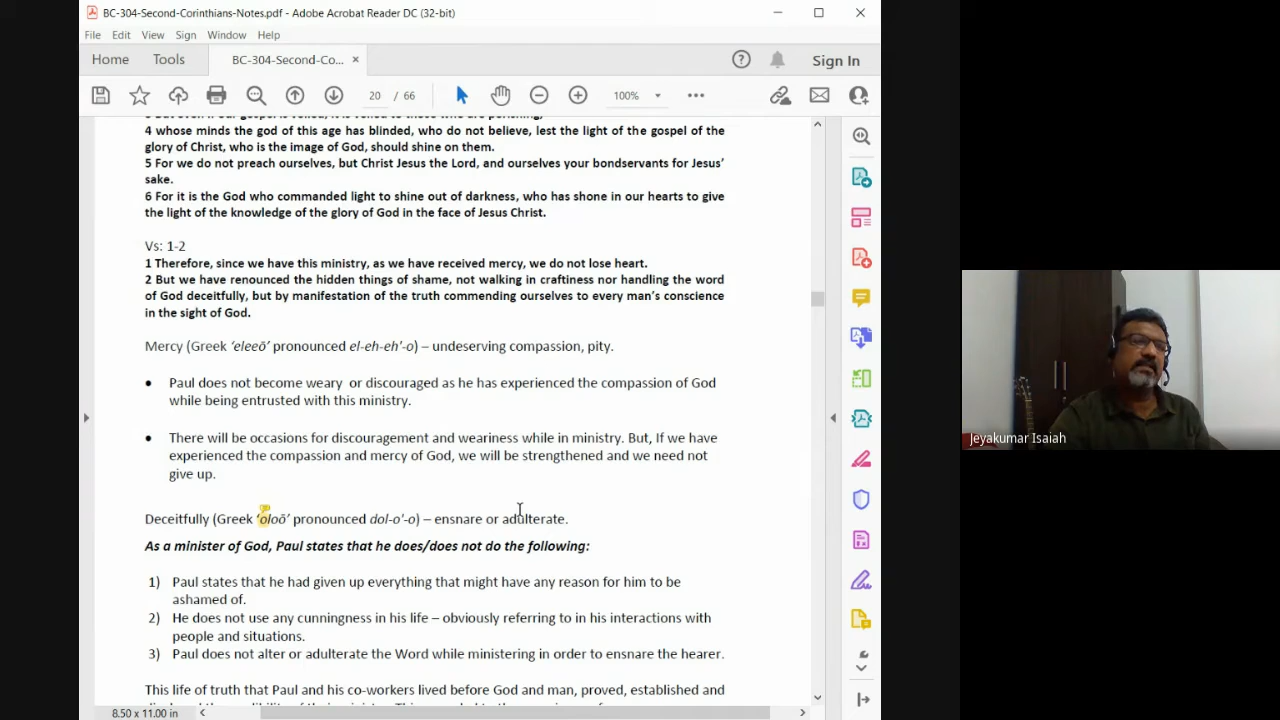 BC-304-Second-Corinthians-Notes.pdf - Adobe Acrobat Reader DC (32-bit)
File Edit View Sign Window Help
Home Tools BC-304-Second-Co... × Sign In
20 / 66 100%
4 whose minds the god of this age has blinded, who do not believe, lest the light of the gospel of the
glory of Christ, who is the image of God, should shine on them.
5 For we do not preach ourselves, but Christ Jesus the Lord, and ourselves your bondservants for Jesus’
sake.
6 For it is the God who commanded light to shine out of darkness, who has shone in our hearts to give
the light of the knowledge of the glory of God in the face of Jesus Christ.
Vs: 1-2
1 Therefore, since we have this ministry, as we have received mercy, we do not lose heart.
2 But we have renounced the hidden things of shame, not walking in craftiness nor handling the word
of God deceitfully, but by manifestation of the truth commending ourselves to every man’s conscience
in the sight of God.
Mercy (Greek ‘eleeō’ pronounced el-eh-eh'-o) – undeserving compassion, pity.
• Paul does not become weary or discouraged as he has experienced the compassion of God
while being entrusted with this ministry.
• There will be occasions for discouragement and weariness while in ministry. But, If we have
experienced the compassion and mercy of God, we will be strengthened and we need not
give up.
Deceitfully (Greek ‘oloō’ pronounced dol-o'-o) – ensnare or adulterate.
As a minister of God, Paul states that he does/does not do the following:
1) Paul states that he had given up everything that might have any reason for him to be
ashamed of.
2) He does not use any cunningness in his life – obviously referring to in his interactions with
people and situations.
3) Paul does not alter or adulterate the Word while ministering in order to ensnare the hearer.
This life of truth that Paul and his co-workers lived before God and man, proved, established and
8.50 x 11.00 in
Jeyakumar Isaiah